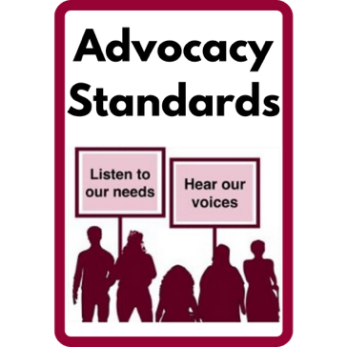 Advocacy
Standards
Listen to
our needs
Hear our
voices